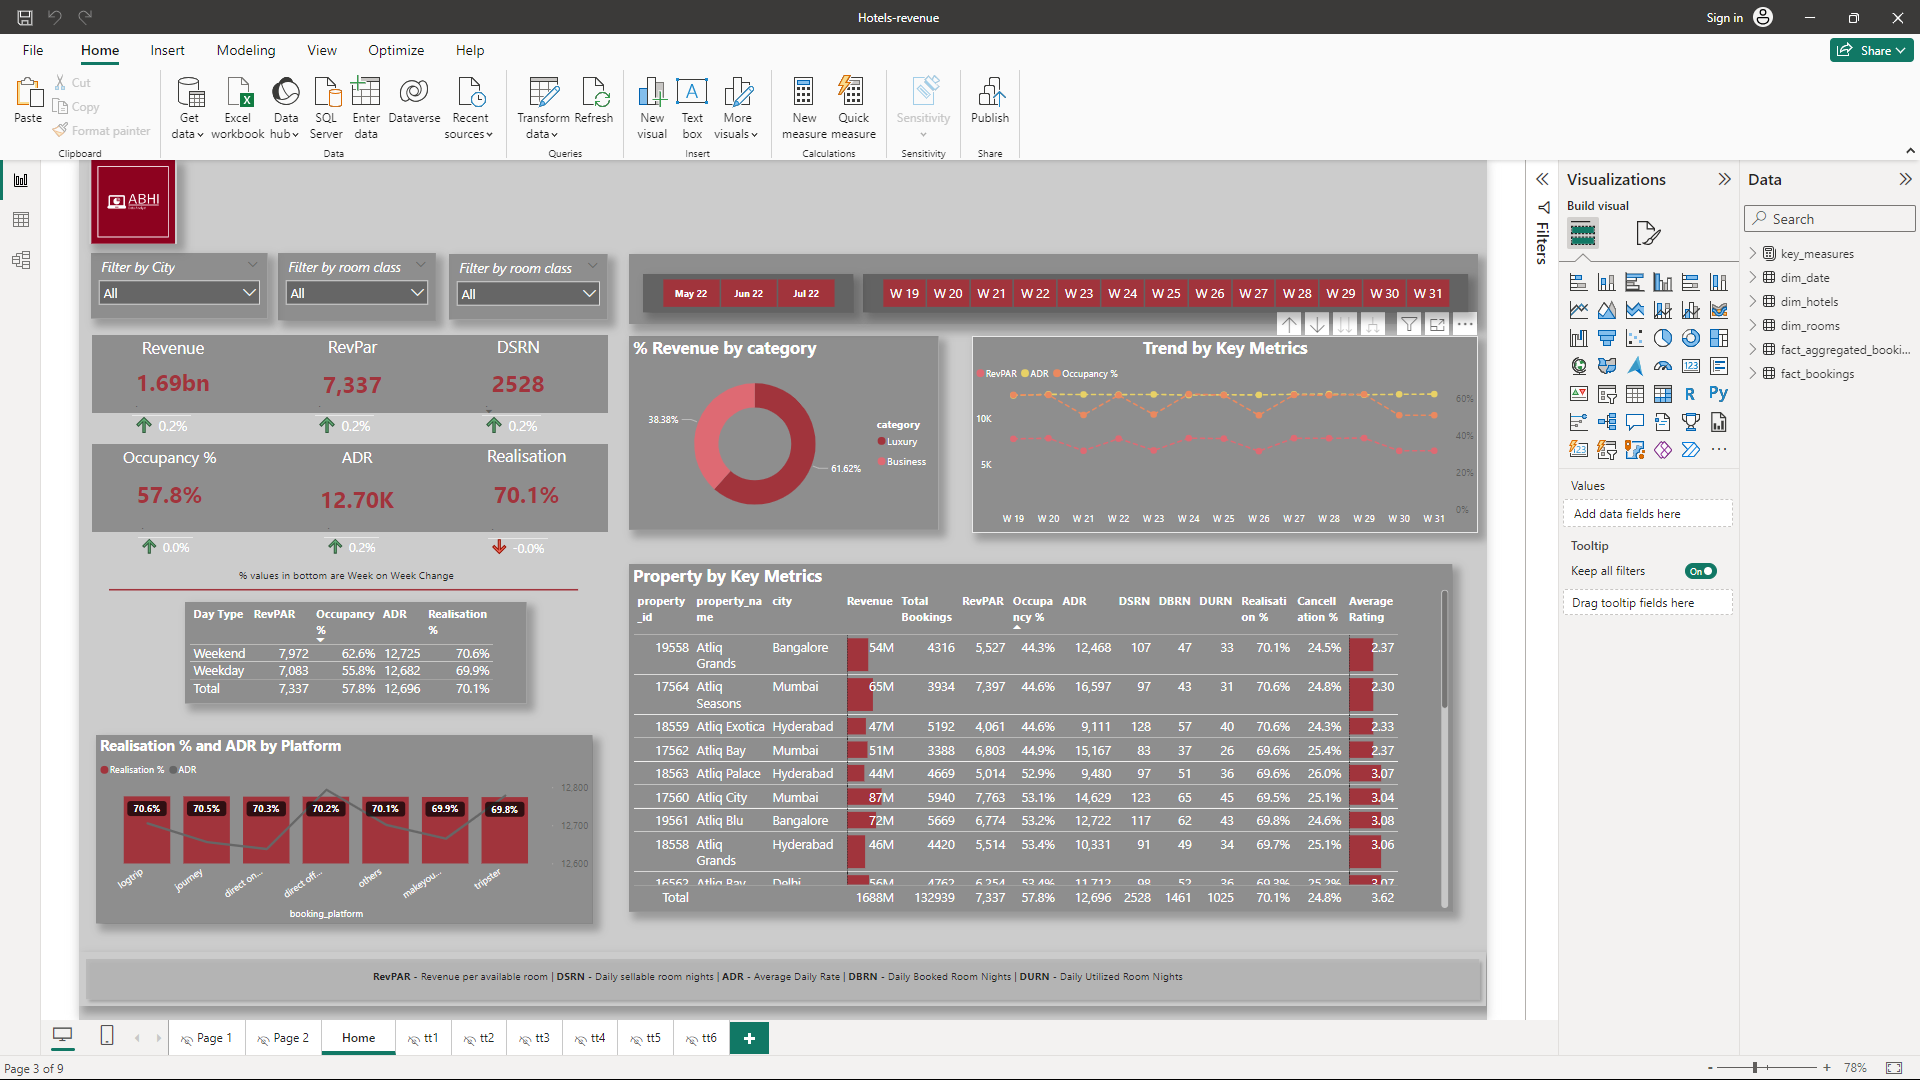 Hotels-revenue
Sign in
File Home Insert Modeling View Optimize Help
Share
Paste
Cut
Copy
Format painter
Clipboard
Get data
Excel workbook
Data hub
SQL Server
Enter data
Dataverse
Recent sources
Data
Transform data
Refresh
Queries
New visual
Text box
More visuals
Insert
New measure
Quick measure
Calculations
Sensitivity
Sensitivity
Publish
Share
ABHI
Filter by City
All
Filter by room class
All
Filter by room class
All
May 22 Jun 22 Jul 22
W 19 W 20 W 21 W 22 W 23 W 24 W 25 W 26 W 27 W 28 W 29 W 30 W 31
Revenue RevPar DSRN
1.69bn 7,337 2528
0.2% 0.2% 0.2%
Occupancy % ADR Realisation
57.8% 12.70K 70.1%
0.0% 0.2% -0.0%
% values in bottom are Week on Week Change
% Revenue by category
38.38%
61.62%
category
Luxury
Business
Trend by Key Metrics
RevPAR ADR Occupancy %
10K
5K
60%
40%
20%
0%
W 19 W 20 W 21 W 22 W 23 W 24 W 25 W 26 W 27 W 28 W 29 W 30 W 31
Day Type RevPAR Occupancy % ADR Realisation %
Weekend 7,972 62.6% 12,725 70.6%
Weekday 7,083 55.8% 12,682 69.9%
Total 7,337 57.8% 12,696 70.1%
Realisation % and ADR by Platform
Realisation % ADR
70.6% 70.5% 70.3% 70.2% 70.1% 69.9% 69.8%
12,800
12,700
12,600
logtrip journey direct on... direct off... others makeyou... tripster
booking_platform
Property by Key Metrics
property_id property_name city Revenue Total Bookings RevPAR Occupancy % ADR DSRN DBRN DURN Realisation % Cancellation % Average Rating
19558 Atliq Grands Bangalore 54M 4316 5,527 44.3% 12,468 107 47 33 70.1% 24.5% 2.37
17564 Atliq Seasons Mumbai 65M 3934 7,397 44.6% 16,597 97 43 31 70.6% 24.8% 2.30
18559 Atliq Exotica Hyderabad 47M 5192 4,061 44.6% 9,111 128 57 40 70.6% 24.3% 2.33
17562 Atliq Bay Mumbai 51M 3388 6,803 44.9% 15,167 83 37 26 69.6% 25.4% 2.37
18563 Atliq Palace Hyderabad 44M 4669 5,014 52.9% 9,480 97 51 36 69.6% 26.0% 3.07
17560 Atliq City Mumbai 87M 5940 7,763 53.1% 14,629 123 65 45 69.5% 25.1% 3.04
19561 Atliq Blu Bangalore 72M 5669 6,774 53.2% 12,722 117 62 43 69.8% 24.6% 3.08
18558 Atliq Grands Hyderabad 46M 4420 5,514 53.4% 10,331 91 49 34 69.7% 25.1% 3.06
16562 Atliq Bay Delhi 56M 4762 6,254 53.4% 11,712 98 52 36 69.3% 25.2% 3.07
Total 1688M 132939 7,337 57.8% 12,696 2528 1461 1025 70.1% 24.8% 3.62
RevPAR - Revenue per available room | DSRN - Daily sellable room nights | ADR - Average Daily Rate | DBRN - Daily Booked Room Nights | DURN - Daily Utilized Room Nights
Filters
Visualizations
Build visual
123
R Py
123
Values
Add data fields here
Tooltip
Keep all filters
On
Drag tooltip fields here
Data
Search
key_measures
dim_date
dim_hotels
dim_rooms
fact_aggregated_booki...
fact_bookings
Page 1 Page 2 Home tt1 tt2 tt3 tt4 tt5 tt6
Page 3 of 9
78%